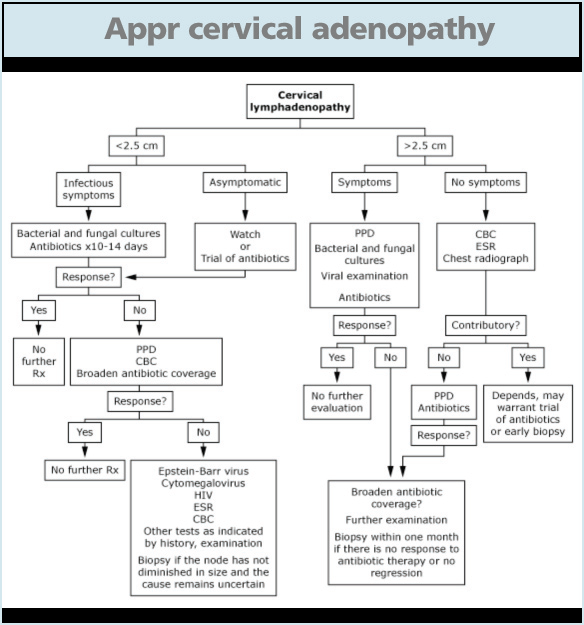 Appr cervical adenopathy
Cervical
lymphadenopathy
<2.5 cm
>2.5 cm
Infectious
symptoms
Asymptomatic
Symptoms
No symptoms
Bacterial and fungal cultures
Antibiotics x10-14 days
Watch
or
Trial of antibiotics
PPD
Bacterial and fungal
cultures
Viral examination
Antibiotics
CBC
ESR
Chest radiograph
Response?
Yes
No
No
further
Rx
PPD
CBC
Broaden antibiotic coverage
Response?
Yes
No
No further Rx
Epstein-Barr virus
Cytomegalovirus
HIV
ESR
CBC
Other tests as indicated
by history, examination
Biopsy if the node has not
diminished in size and the
cause remains uncertain
Response?
Yes
No
No further
evaluation
Contributory?
No
Yes
PPD
Antibiotics
Response?
Depends, may
warrant trial
of antibiotics
or early biopsy
Broaden antibiotic
coverage?
Further examination
Biopsy within one month
if there is no response to
antibiotic therapy or no
regression